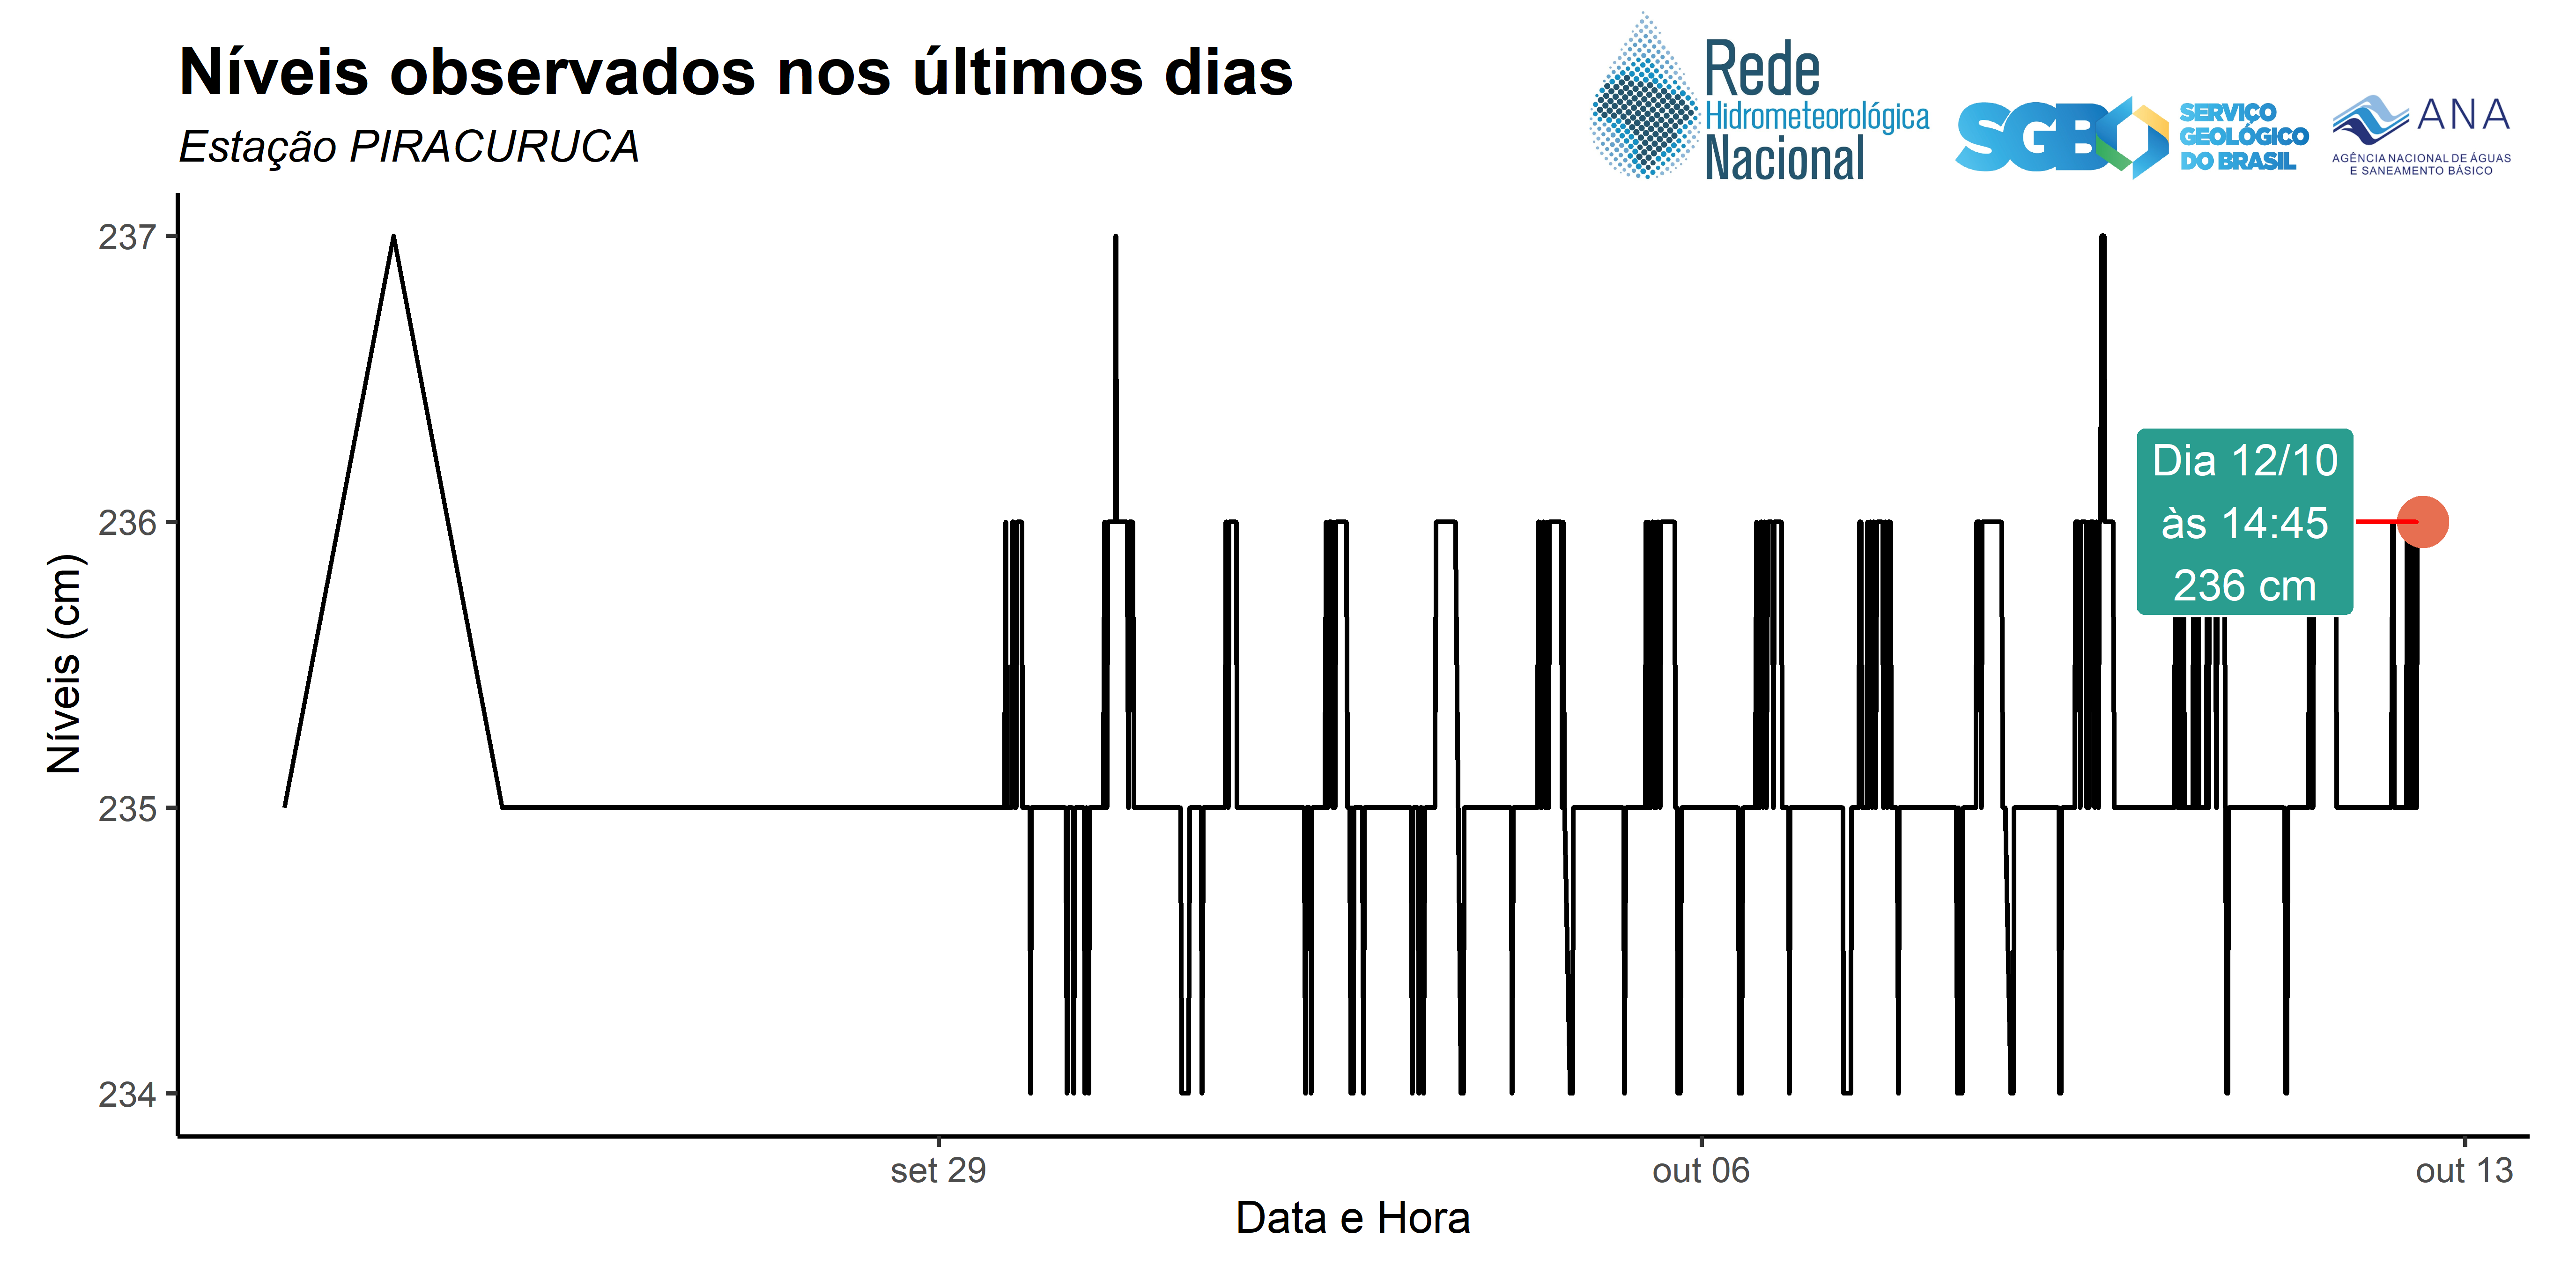 Níveis observados nos últimos dias
Estação PIRACURUCA
Rede
Hidrometeorológica
Nacional
SGB
SERVIÇO
GEOLÓGICO
DO BRASIL
ANA
AGÊNCIA NACIONAL DE ÁGUAS
E SANEAMENTO BÁSICO
237
236
235
234
Níveis (cm)
Dia 12/10
às 14:45
236 cm
set 29
out 06
out 13
Data e Hora